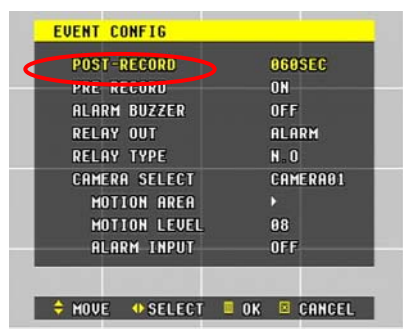 EVENT CONFIG
POST-RECORD 060SEC
PRE RECORD ON
ALARM BUZZER OFF
RELAY OUT ALARM
RELAY TYPE N.O
CAMERA SELECT CAMERA01
MOTION AREA
MOTION LEVEL 08
ALARM INPUT OFF
MOVE SELECT OK CANCEL